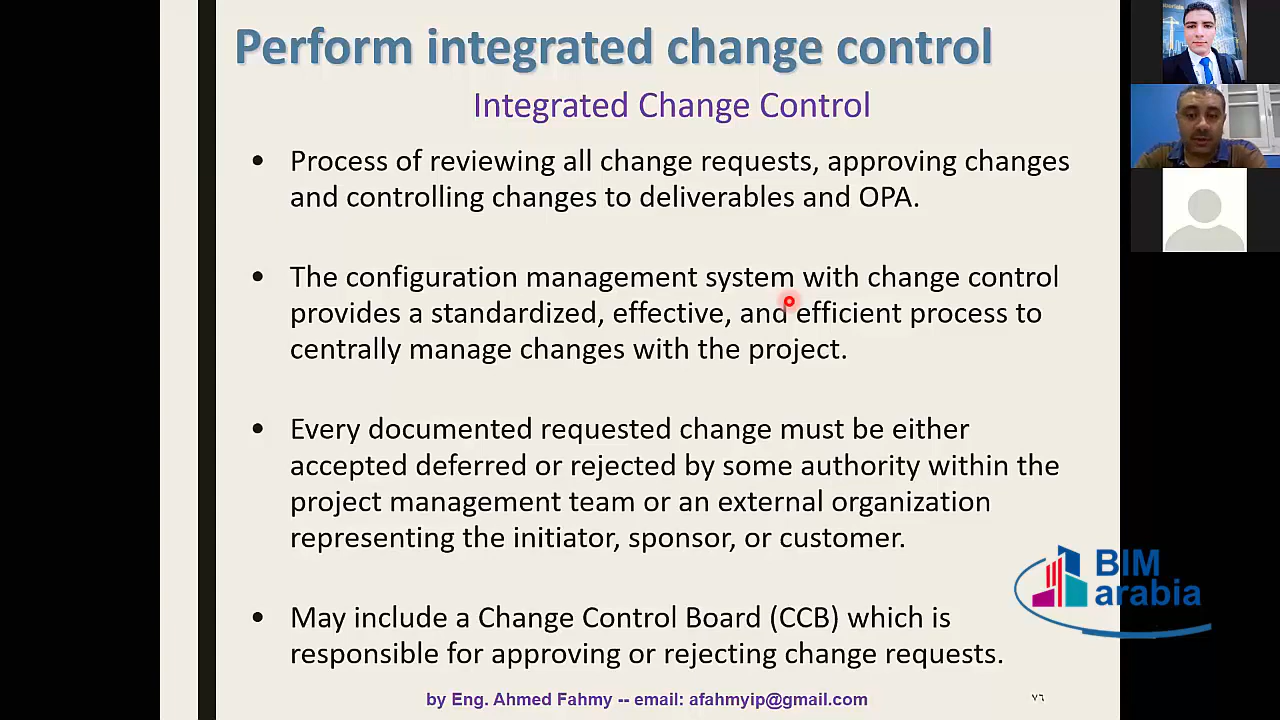 Perform integrated change control
Integrated Change Control
• Process of reviewing all change requests, approving changes
and controlling changes to deliverables and OPA.
• The configuration management system with change control
provides a standardized, effective, and efficient process to
centrally manage changes with the project.
• Every documented requested change must be either
accepted deferred or rejected by some authority within the
project management team or an external organization
representing the initiator, sponsor, or customer.
• May include a Change Control Board (CCB) which is
responsible for approving or rejecting change requests.
by Eng. Ahmed Fahmy -- email: afahmyip@gmail.com
٧٦
BIM
arabia